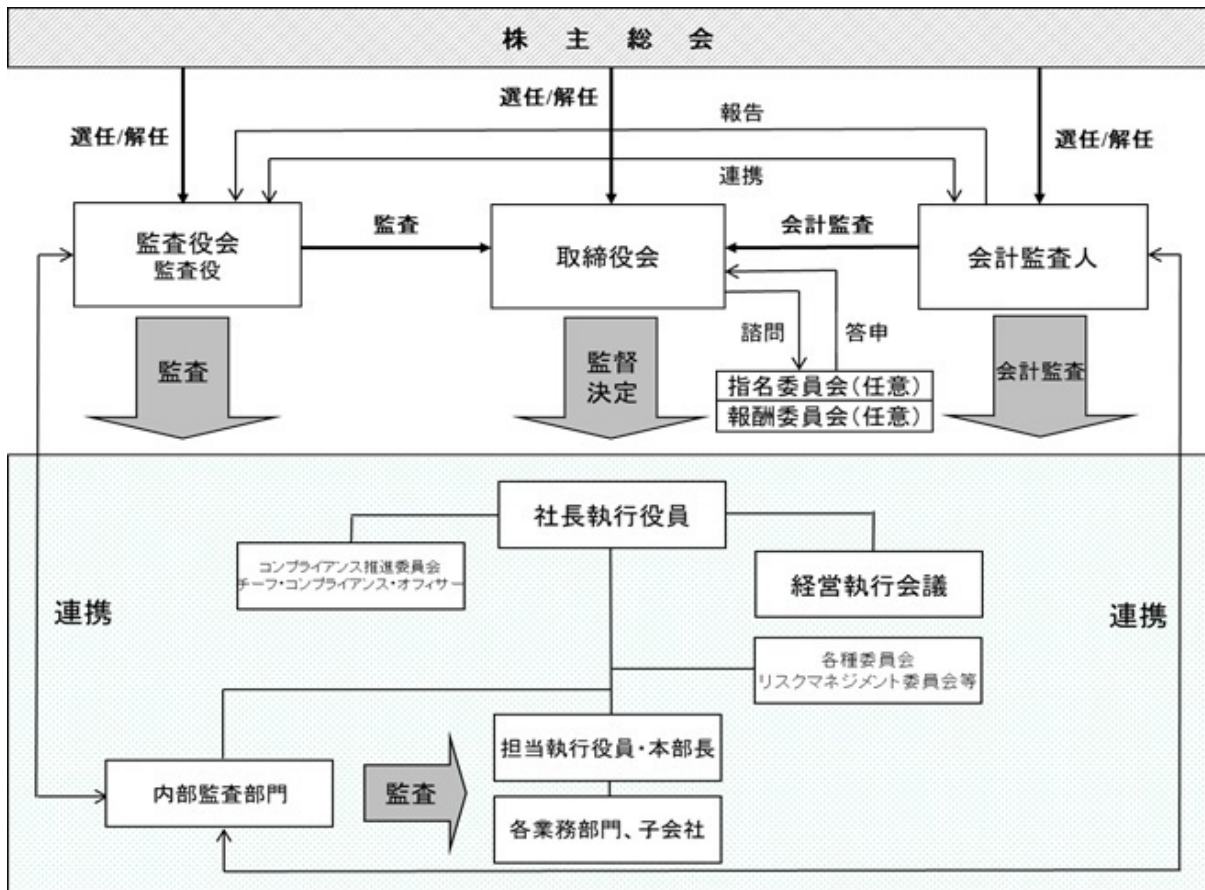 株主総会
選任/解任
選任/解任
選任/解任
報告
連携
監査役会
監査役
監査
取締役会
会計監査
会計監査人
諮問
答申
指名委員会(任意)
報酬委員会(任意)
監査
監督
決定
会計監査
社長執行役員
コンプライアンス推進委員会
チーフ・コンプライアンス・オフィサー
経営執行会議
連携
連携
各種委員会
リスクマネジメント委員会等
担当執行役員・本部長
内部監査部門
監査
各業務部門、子会社